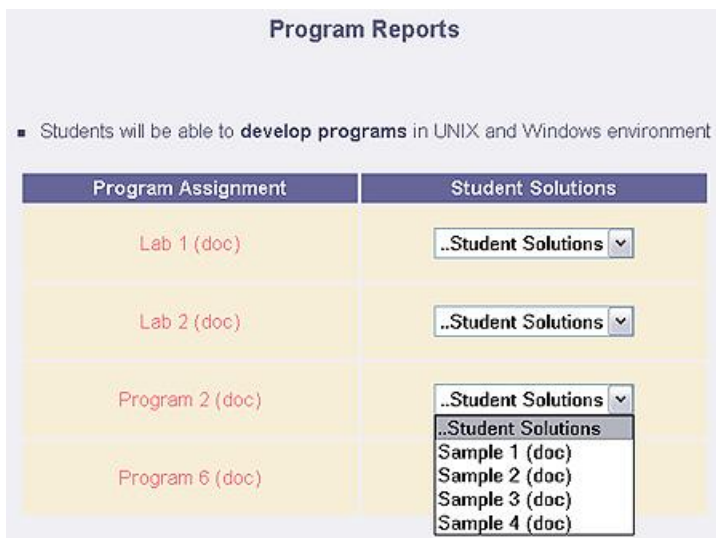 Program Reports
▪ Students will be able to develop programs in UNIX and Windows environment
Program Assignment Student Solutions
Lab 1 (doc) ..Student Solutions
Lab 2 (doc) ..Student Solutions
Program 2 (doc) ..Student Solutions
..Student Solutions
Sample 1 (doc)
Sample 2 (doc)
Program 6 (doc)
Sample 3 (doc)
Sample 4 (doc)